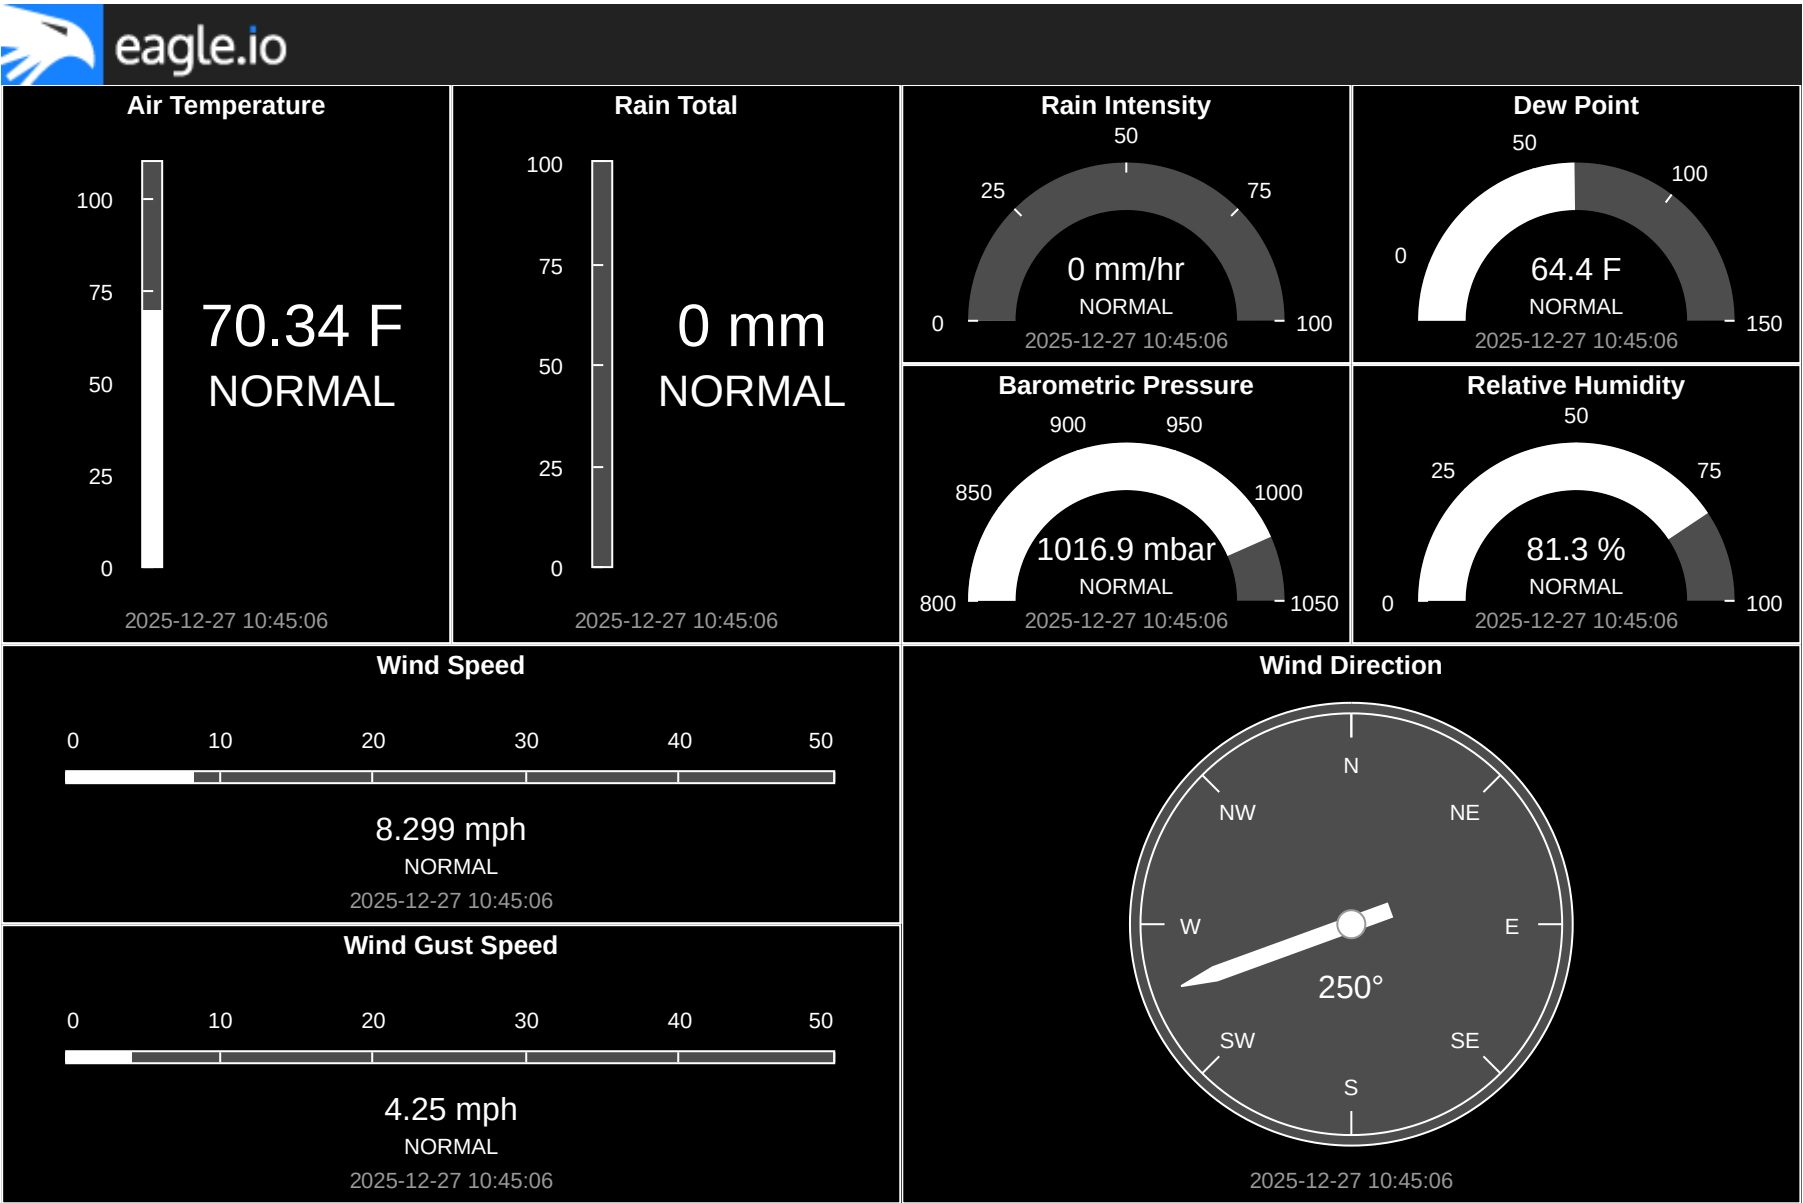 eagle.io
Air Temperature
100
75
50
25
0
70.34 F
NORMAL
2025-12-27 10:45:06
Rain Total
100
75
50
25
0
0 mm
NORMAL
2025-12-27 10:45:06
Rain Intensity
50
25
75
0
100
0 mm/hr
NORMAL
2025-12-27 10:45:06
Dew Point
50
100
0
150
64.4 F
NORMAL
2025-12-27 10:45:06
Barometric Pressure
900
950
850
1000
800
1050
1016.9 mbar
NORMAL
2025-12-27 10:45:06
Relative Humidity
50
25
75
0
100
81.3 %
NORMAL
2025-12-27 10:45:06
Wind Speed
0 10 20 30 40 50
8.299 mph
NORMAL
2025-12-27 10:45:06
Wind Gust Speed
0 10 20 30 40 50
4.25 mph
NORMAL
2025-12-27 10:45:06
Wind Direction
N
NW NE
W E
250°
SW SE
S
2025-12-27 10:45:06